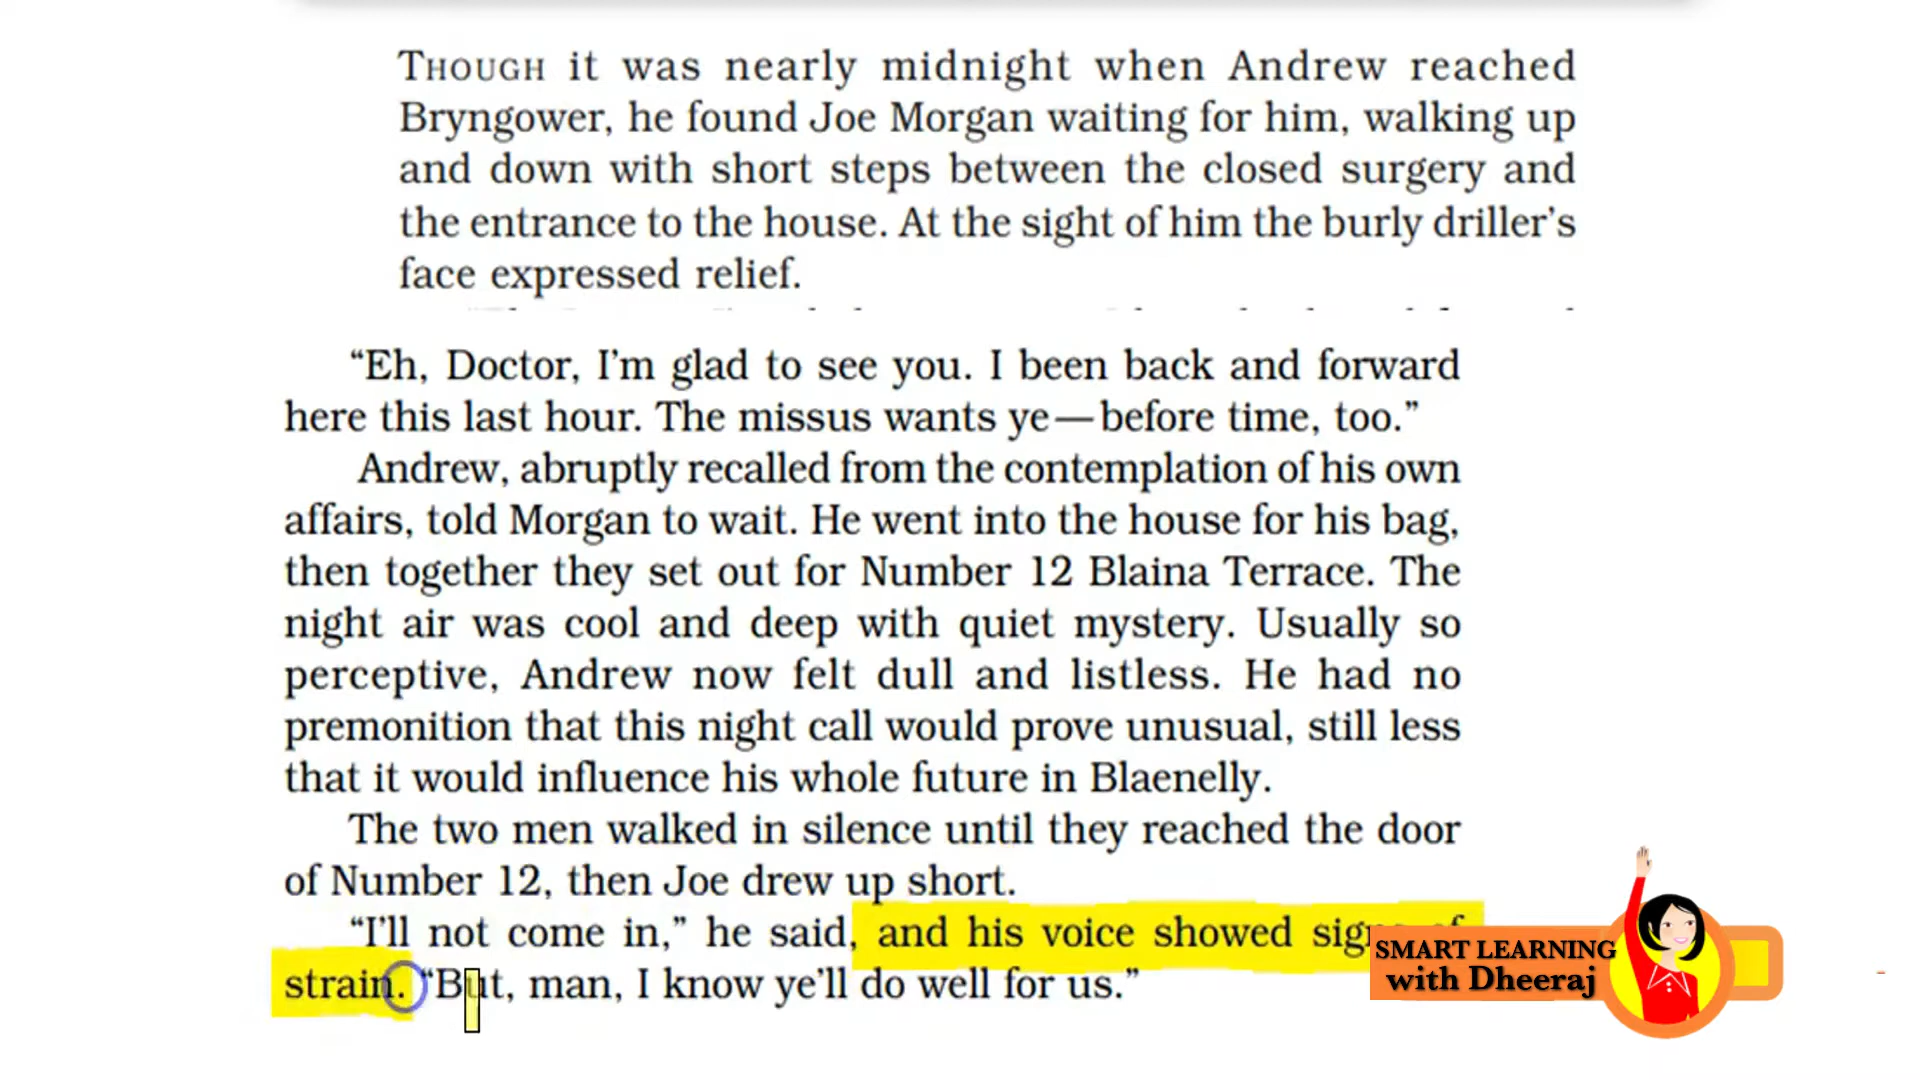 THOUGH it was nearly midnight when Andrew reached
Bryngower, he found Joe Morgan waiting for him, walking up
and down with short steps between the closed surgery and
the entrance to the house. At the sight of him the burly driller’s
face expressed relief.
“Eh, Doctor, I’m glad to see you. I been back and forward
here this last hour. The missus wants ye—before time, too.”
Andrew, abruptly recalled from the contemplation of his own
affairs, told Morgan to wait. He went into the house for his bag,
then together they set out for Number 12 Blaina Terrace. The
night air was cool and deep with quiet mystery. Usually so
perceptive, Andrew now felt dull and listless. He had no
premonition that this night call would prove unusual, still less
that it would influence his whole future in Blaenelly.
The two men walked in silence until they reached the door
of Number 12, then Joe drew up short.
“I’ll not come in,” he said, and his voice showed signs of
strain. “But, man, I know ye’ll do well for us.”
SMART LEARNING
with Dheeraj